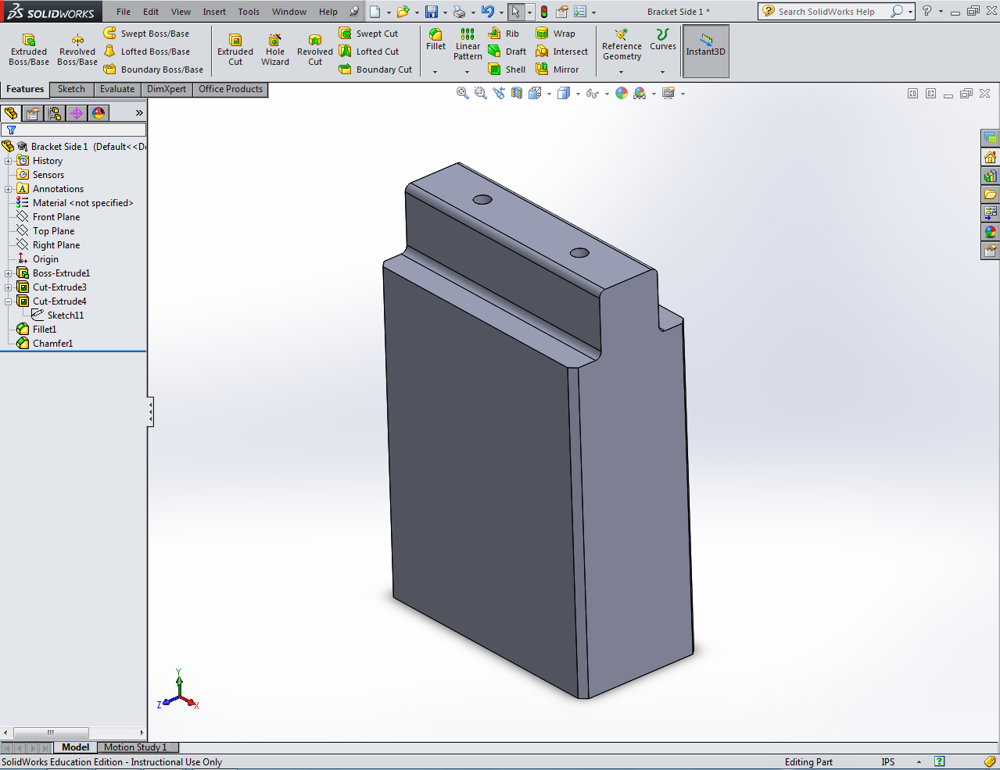 SOLIDWORKS File Edit View Insert Tools Window Help Bracket Side 1 * Search SolidWorks Help
Extruded Boss/Base
Revolved Boss/Base
Swept Boss/Base
Lofted Boss/Base
Boundary Boss/Base
Extruded Cut
Hole Wizard
Revolved Cut
Swept Cut
Lofted Cut
Boundary Cut
Fillet
Linear Pattern
Rib
Draft
Shell
Wrap
Intersect
Mirror
Reference Geometry
Curves
Instant3D
Features Sketch Evaluate DimXpert Office Products
Bracket Side 1 (Default<<D
History
Sensors
A Annotations
Material <not specified>
Front Plane
Top Plane
Right Plane
Origin
Boss-Extrude1
Cut-Extrude3
Cut-Extrude4
Sketch11
Fillet1
Chamfer1
Y
Z
X
Model Motion Study 1
SolidWorks Education Edition - Instructional Use Only Editing Part IPS